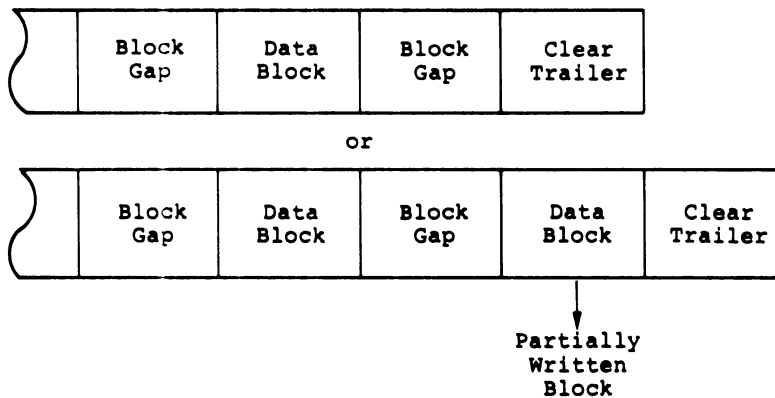 Block Data Block Clear
Gap Block Gap Trailer
or
Block Data Block Data Clear
Gap Block Gap Block Trailer
Partially
Written
Block